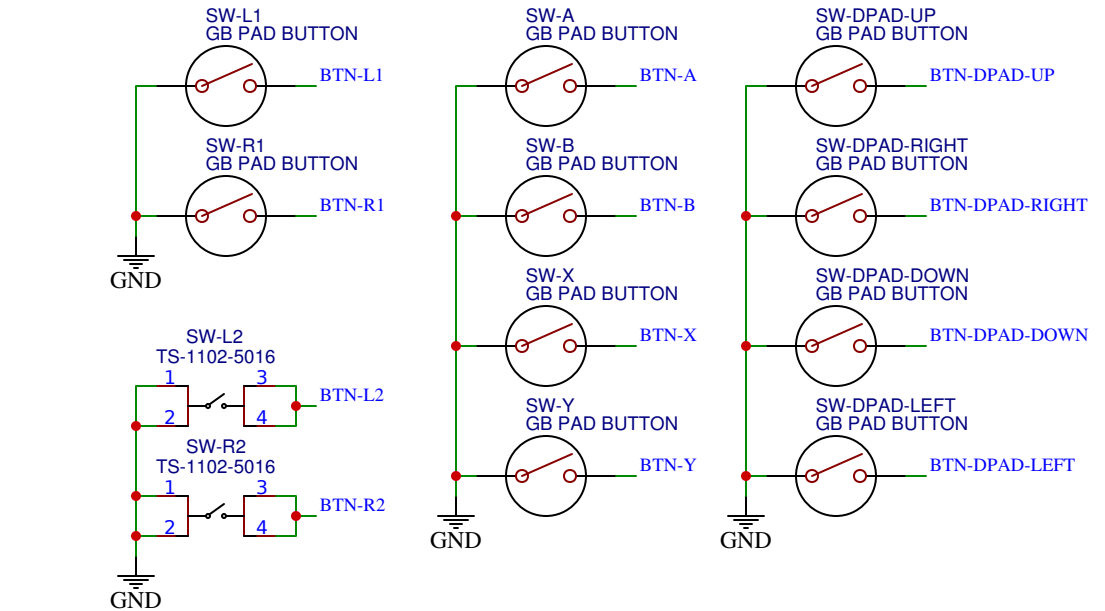 SW-L1
GB PAD BUTTON
BTN-L1
SW-R1
GB PAD BUTTON
BTN-R1
GND
SW-L2
TS-1102-5016
1
3
2
4
BTN-L2
SW-R2
TS-1102-5016
1
3
2
4
BTN-R2
GND
SW-A
GB PAD BUTTON
BTN-A
SW-B
GB PAD BUTTON
BTN-B
SW-X
GB PAD BUTTON
BTN-X
SW-Y
GB PAD BUTTON
BTN-Y
GND
SW-DPAD-UP
GB PAD BUTTON
BTN-DPAD-UP
SW-DPAD-RIGHT
GB PAD BUTTON
BTN-DPAD-RIGHT
SW-DPAD-DOWN
GB PAD BUTTON
BTN-DPAD-DOWN
SW-DPAD-LEFT
GB PAD BUTTON
BTN-DPAD-LEFT
GND